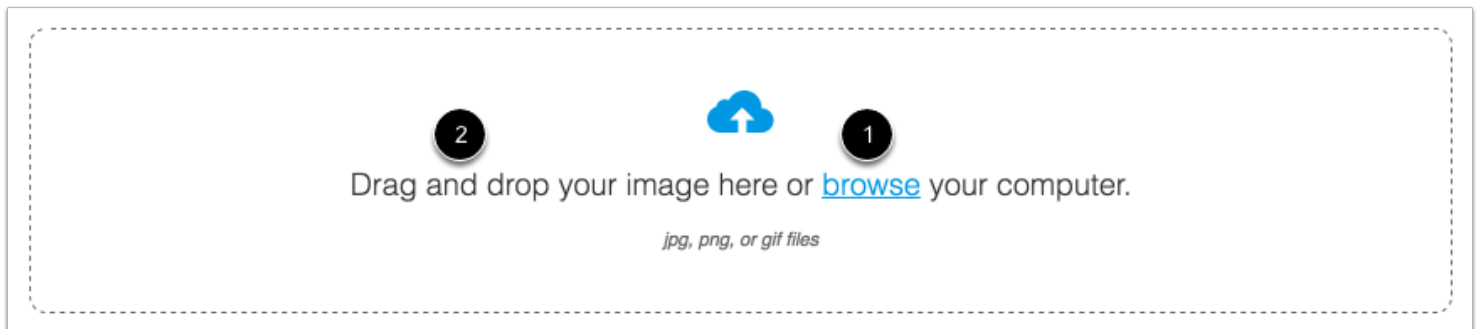 2 1
Drag and drop your image here or browse your computer.
jpg, png, or gif files